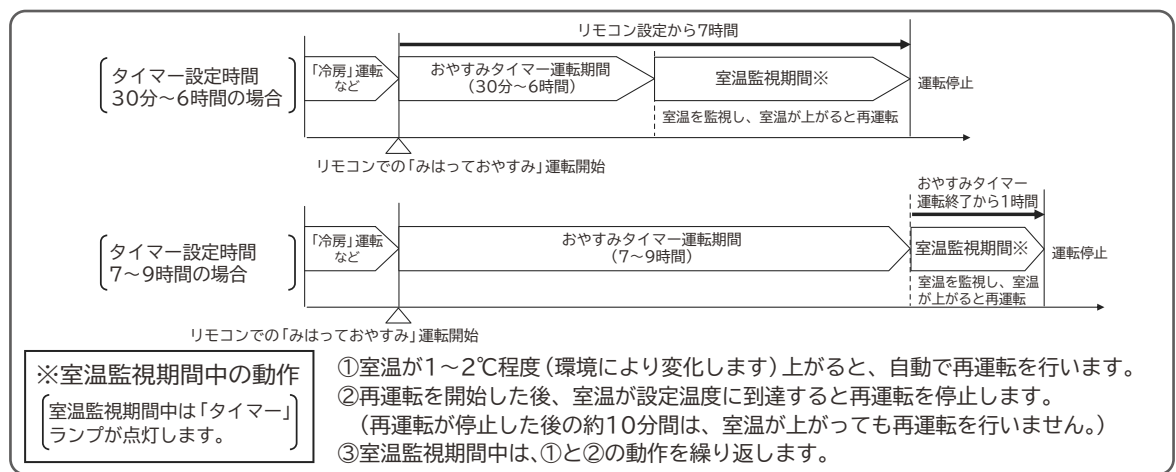 リモコン設定から7時間
タイマー設定時間
30分～6時間の場合
「冷房」運転
など
おやすみタイマー運転期間
(30分～6時間)
室温監視期間※
運転停止
室温を監視し、室温が上がると再運転
リモコンでの「みはっておやすみ」運転開始
おやすみタイマー
運転終了から1時間
タイマー設定時間
7～9時間の場合
「冷房」運転
など
おやすみタイマー運転期間
(7～9時間)
室温監視期間※
運転停止
室温を監視し、室温
が上がると再運転
リモコンでの「みはっておやすみ」運転開始
※室温監視期間中の動作
室温監視期間中は「タイマー」
ランプが点灯します。
①室温が1～2℃程度(環境により変化します)上がると、自動で再運転を行います。
②再運転を開始した後、室温が設定温度に到達すると再運転を停止します。
(再運転が停止した後の約10分間は、室温が上がっても再運転を行いません。)
③室温監視期間中は、①と②の動作を繰り返します。